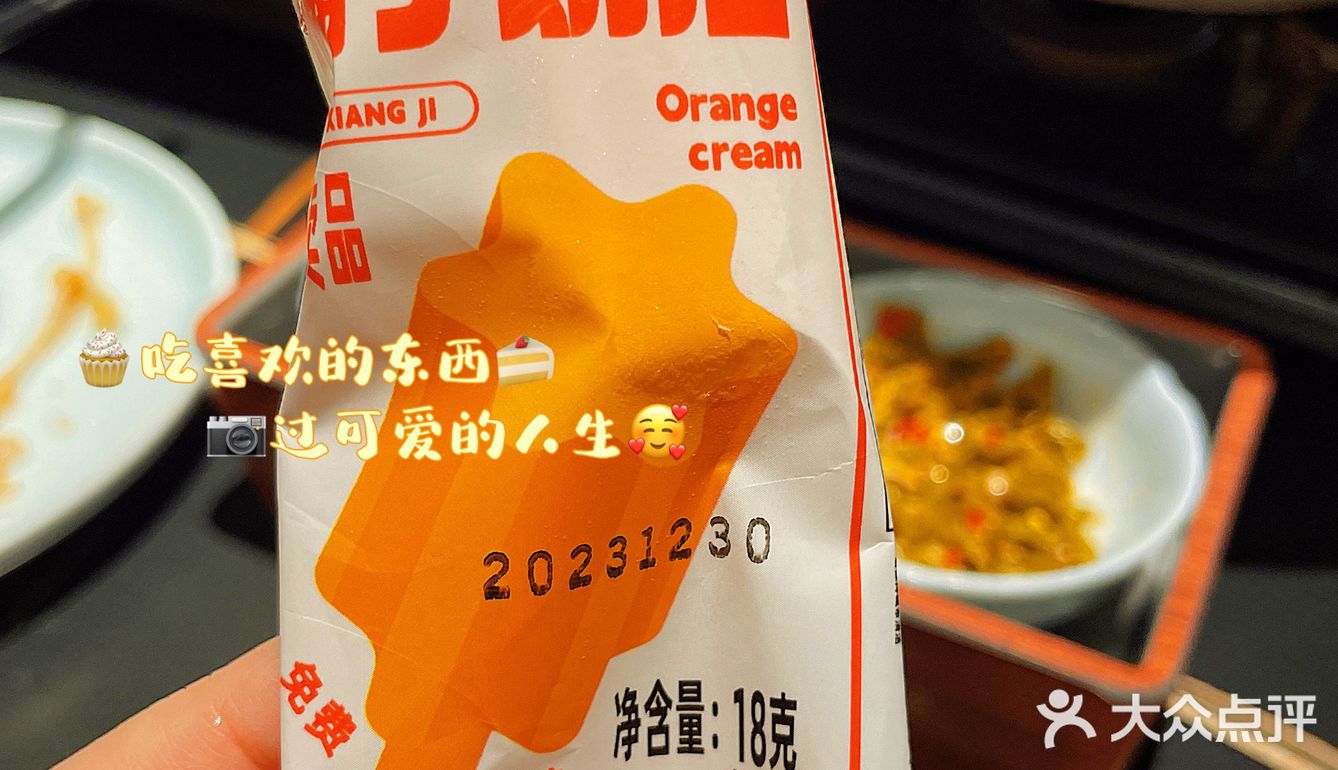 XIANG JI
Orange
cream
品
吃喜欢的东西
过可爱的人生
20231230
免费
净含量：18克
大众点评